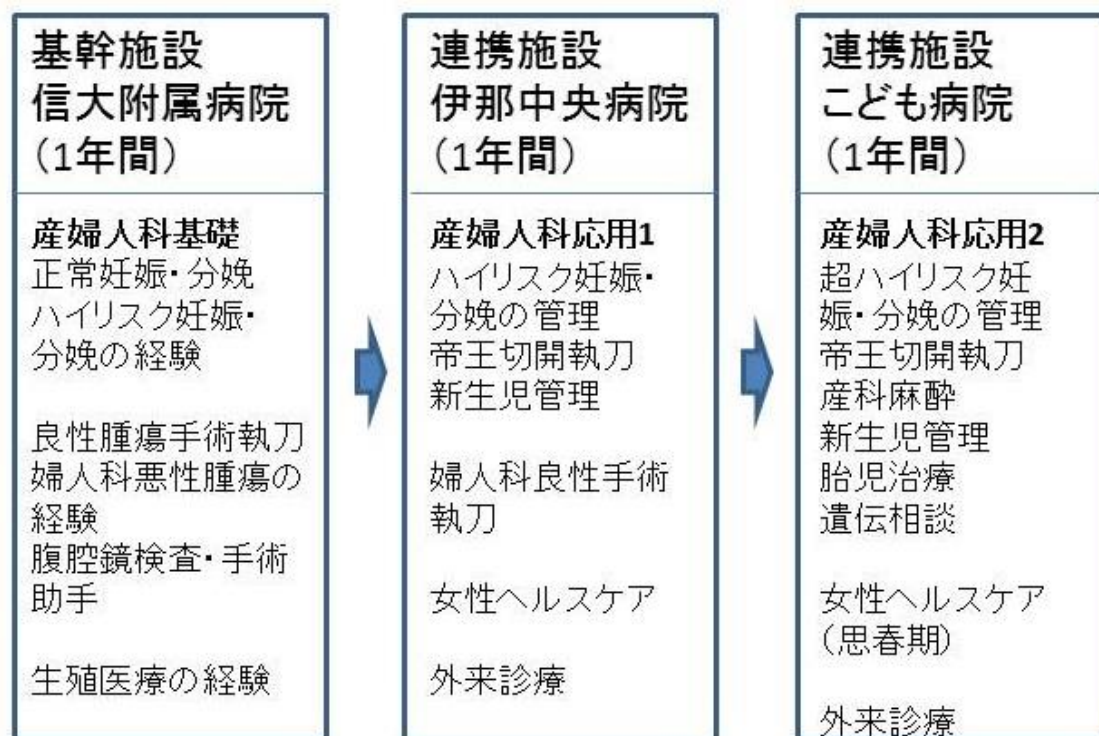 基幹施設
信大附属病院
（1年間）
産婦人科基礎
正常妊娠・分娩
ハイリスク妊娠・
分娩の経験
良性腫瘍手術執刀
婦人科悪性腫瘍の
経験
腹腔鏡検査・手術
助手
生殖医療の経験
連携施設
伊那中央病院
（1年間）
産婦人科応用1
ハイリスク妊娠・
分娩の管理
帝王切開執刀
新生児管理
婦人科良性手術
執刀
女性ヘルスケア
外来診療
連携施設
こども病院
（1年間）
産婦人科応用2
超ハイリスク妊
娠・分娩の管理
帝王切開執刀
産科麻酔
新生児管理
胎児治療
遺伝相談
女性ヘルスケア
（思春期）
外来診療